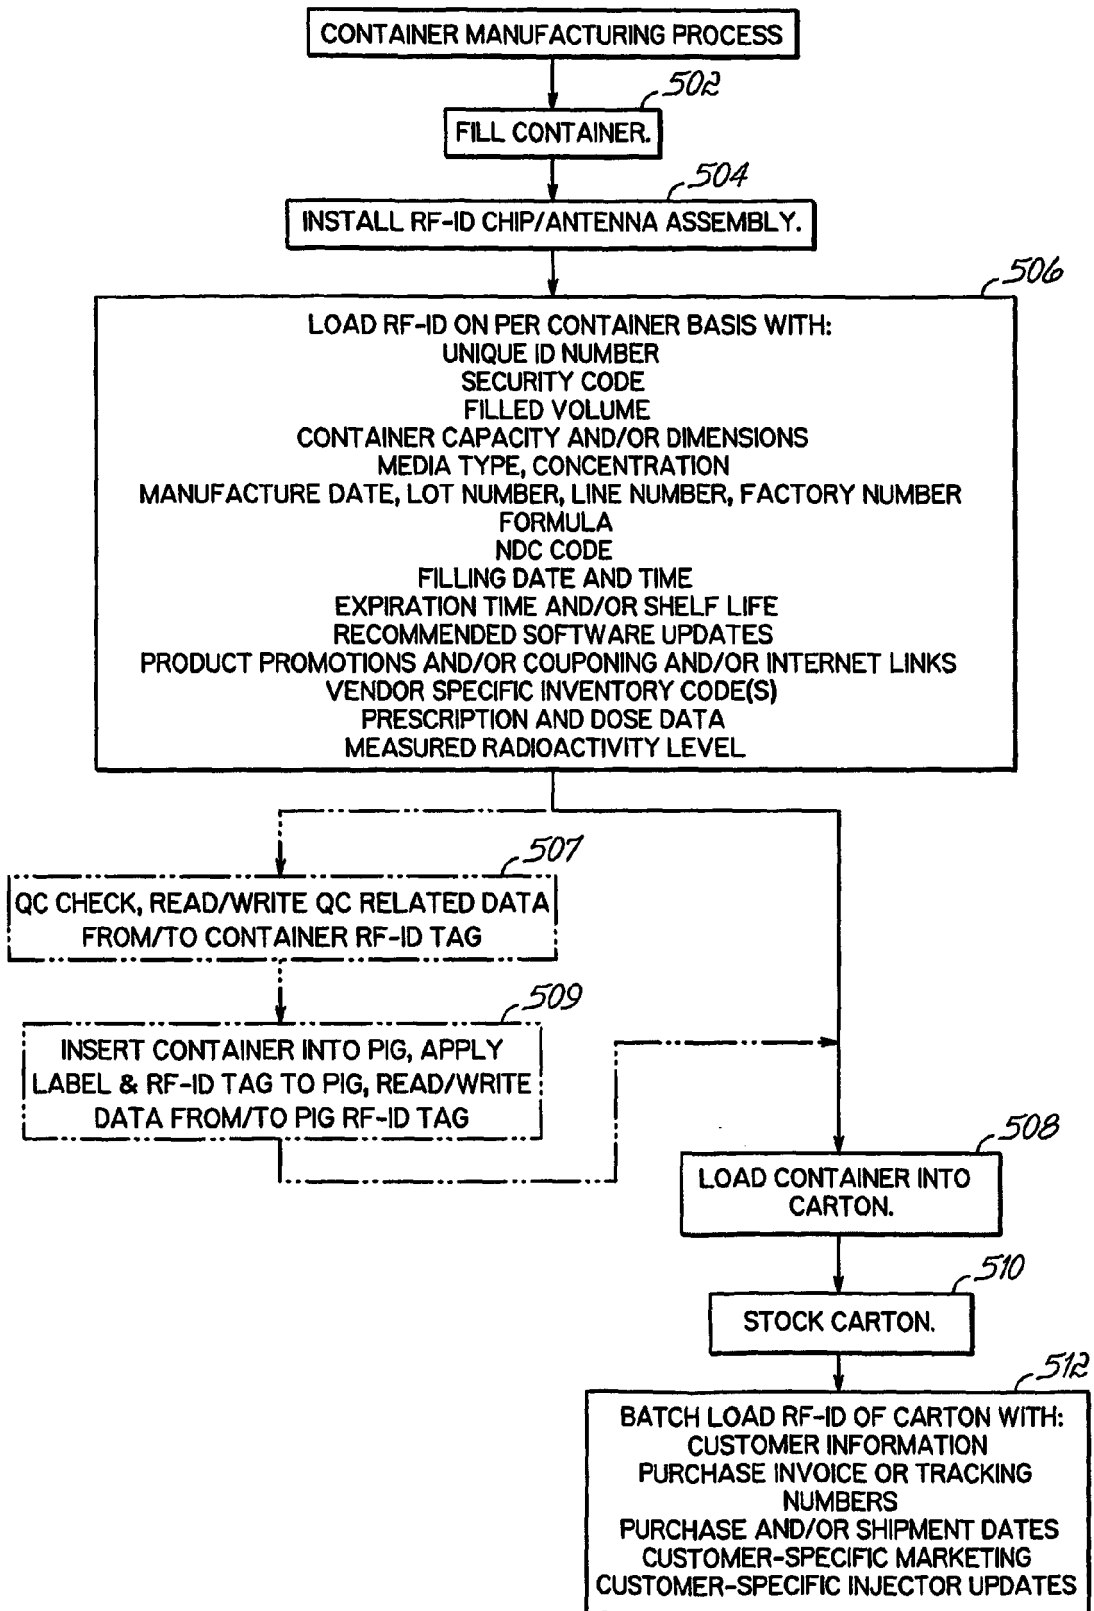 CONTAINER MANUFACTURING PROCESS
502
FILL CONTAINER.
504
INSTALL RF-ID CHIP/ANTENNA ASSEMBLY.
506
LOAD RF-ID ON PER CONTAINER BASIS WITH:
UNIQUE ID NUMBER
SECURITY CODE
FILLED VOLUME
CONTAINER CAPACITY AND/OR DIMENSIONS
MEDIA TYPE, CONCENTRATION
MANUFACTURE DATE, LOT NUMBER, LINE NUMBER, FACTORY NUMBER
FORMULA
NDC CODE
FILLING DATE AND TIME
EXPIRATION TIME AND/OR SHELF LIFE
RECOMMENDED SOFTWARE UPDATES
PRODUCT PROMOTIONS AND/OR COUPONING AND/OR INTERNET LINKS
VENDOR SPECIFIC INVENTORY CODE(S)
PRESCRIPTION AND DOSE DATA
MEASURED RADIOACTIVITY LEVEL
507
QC CHECK, READ/WRITE QC RELATED DATA
FROM/TO CONTAINER RF-ID TAG
509
INSERT CONTAINER INTO PIG, APPLY
LABEL & RF-ID TAG TO PIG, READ/WRITE
DATA FROM/TO PIG RF-ID TAG
508
LOAD CONTAINER INTO
CARTON.
510
STOCK CARTON.
512
BATCH LOAD RF-ID OF CARTON WITH:
CUSTOMER INFORMATION
PURCHASE INVOICE OR TRACKING
NUMBERS
PURCHASE AND/OR SHIPMENT DATES
CUSTOMER-SPECIFIC MARKETING
CUSTOMER-SPECIFIC INJECTOR UPDATES